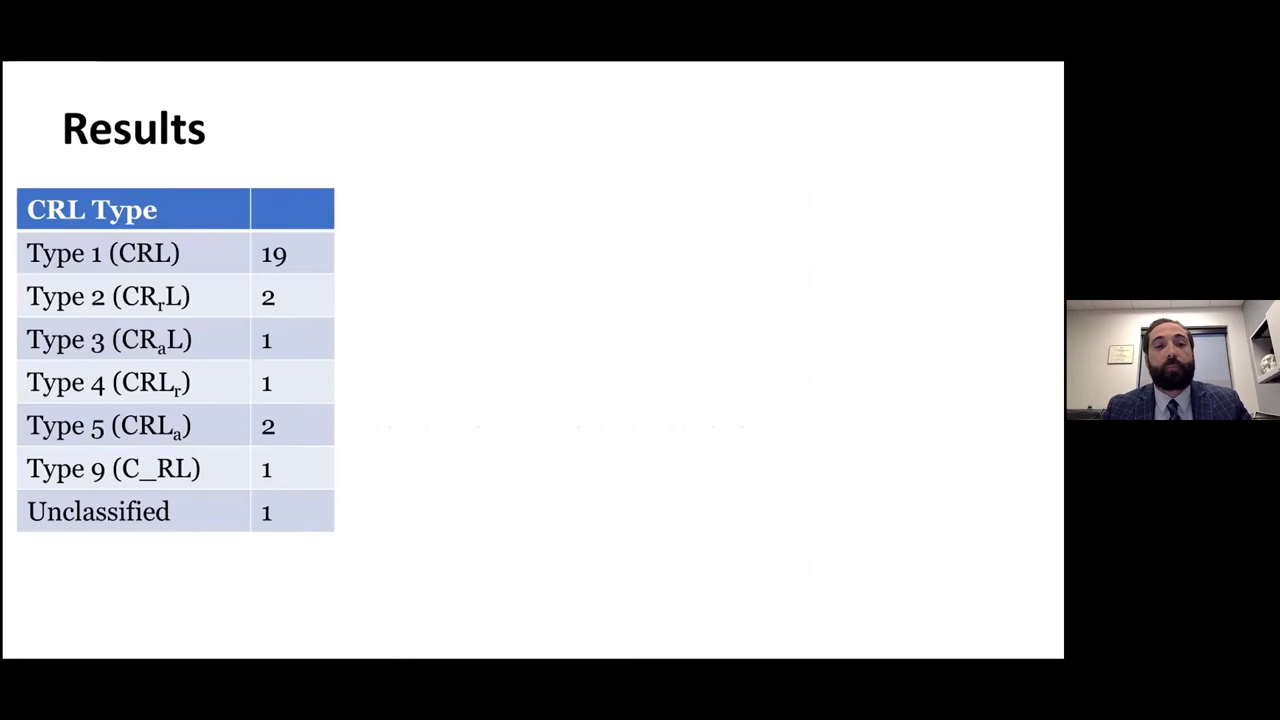 Results
CRL Type
Type 1 (CRL) 19
Type 2 (CRᵣL) 2
Type 3 (CRₐL) 1
Type 4 (CRLᵣ) 1
Type 5 (CRLₐ) 2
Type 9 (C_RL) 1
Unclassified 1